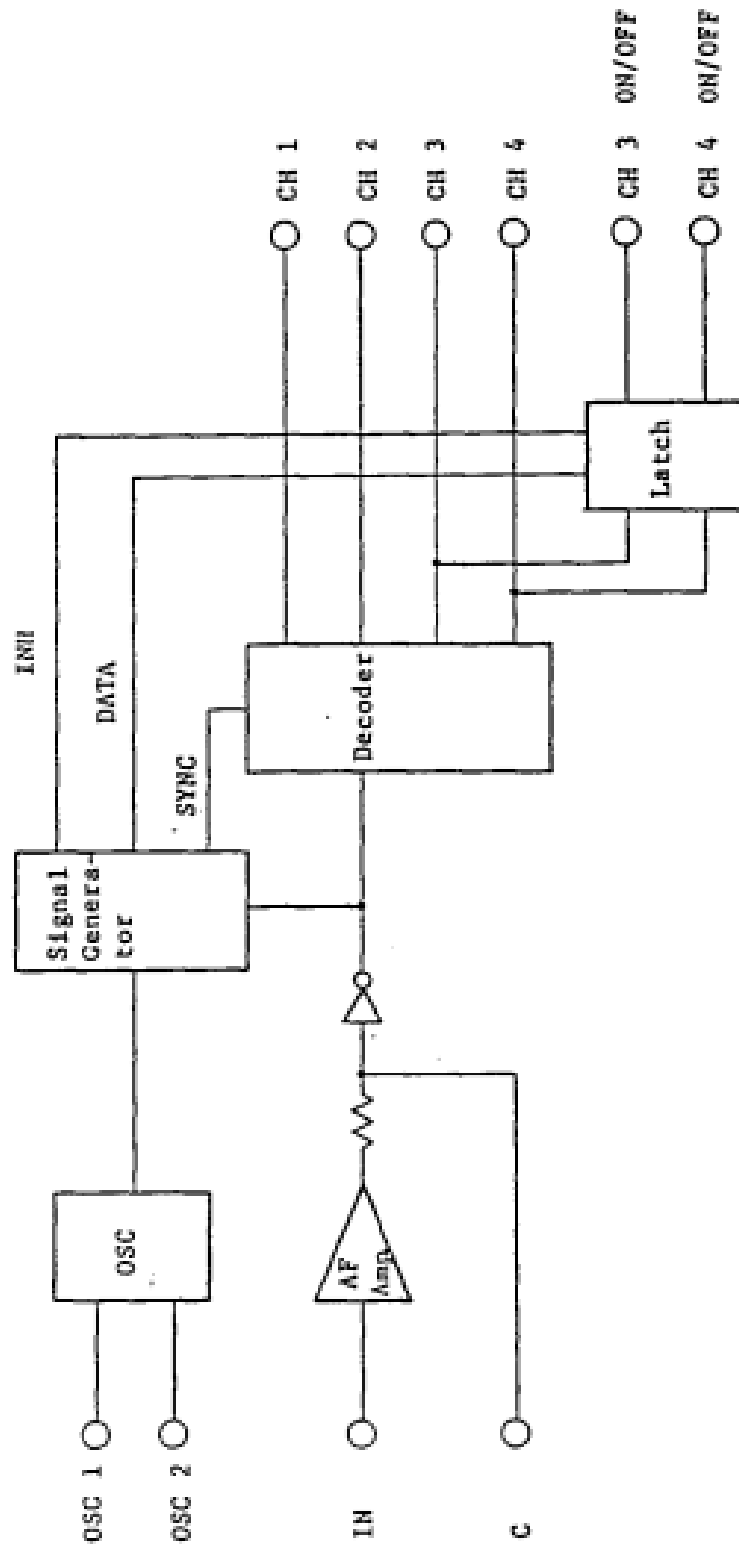 OSC 1
OSC 2
IN
C
OSC
AF
Amp.
Signal
Genera-
tor
INH
DATA
SYNC
Decoder
Latch
CH 1
CH 2
CH 3
CH 4
CH 3 ON/OFF
CH 4 ON/OFF